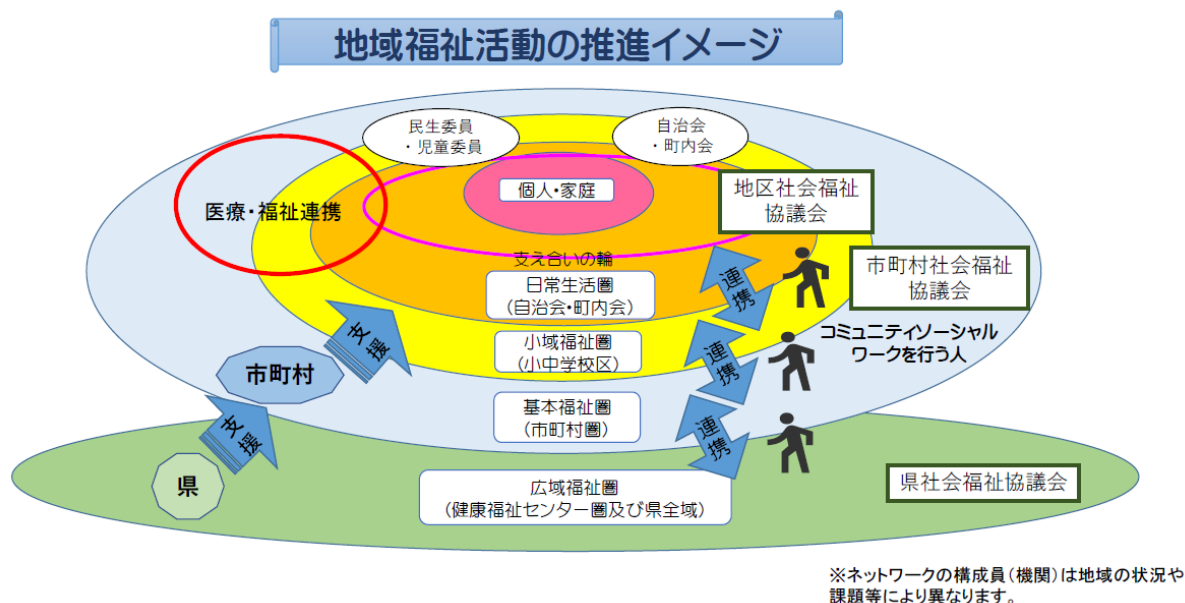 地域福祉活動の推進イメージ
民生委員
・児童委員
自治会
・町内会
個人・家庭
地区社会福祉
協議会
医療・福祉連携
支え合いの輪
日常生活圏
(自治会・町内会)
連携
市町村社会福祉
協議会
支援
小域福祉圏
(小中学校区)
連携
コミュニティソーシャル
ワークを行う人
市町村
基本福祉圏
(市町村圏)
連携
支援
県
広域福祉圏
(健康福祉センター圏及び県全域)
県社会福祉協議会
※ネットワークの構成員(機関)は地域の状況や
課題等により異なります。